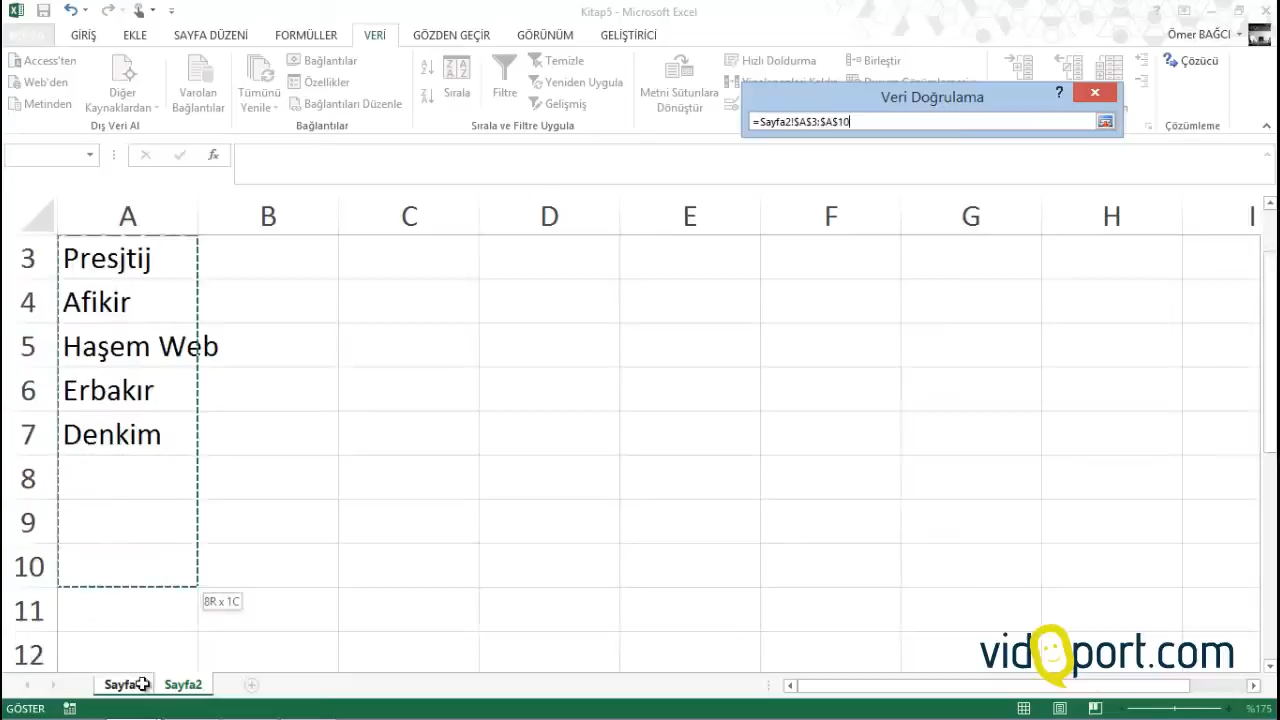 Kitap5 - Microsoft Excel
GİRİŞ EKLE SAYFA DÜZENİ FORMÜLLER VERİ GÖZDEN GEÇİR GÖRÜNÜM GELİŞTİRİCİ Ömer BAĞCI
Access'ten
Web'den
Metinden
Diğer
Kaynaklardan
Dış Veri Al
Varolan
Bağlantılar
Tümünü
Yenile
Bağlantılar
Özellikler
Bağlantıları Düzenle
Bağlantılar
Sırala
Filtre
Temizle
Yeniden Uygula
Gelişmiş
Sırala ve Filtre Uygula
Metni Sütunlara
Dönüştür
Hızlı Doldurma
Birleştir
Çözücü
Çözümleme
Veri Doğrulama
=Sayfa2!$A$3:$A$10
fx
A B C D E F G H I
3 Presjtij
4 Afikir
5 Haşem Web
6 Erbakır
7 Denkim
8
9
10
8R x 1C
11
12
vidoport.com
Sayfa2
GÖSTER
%175